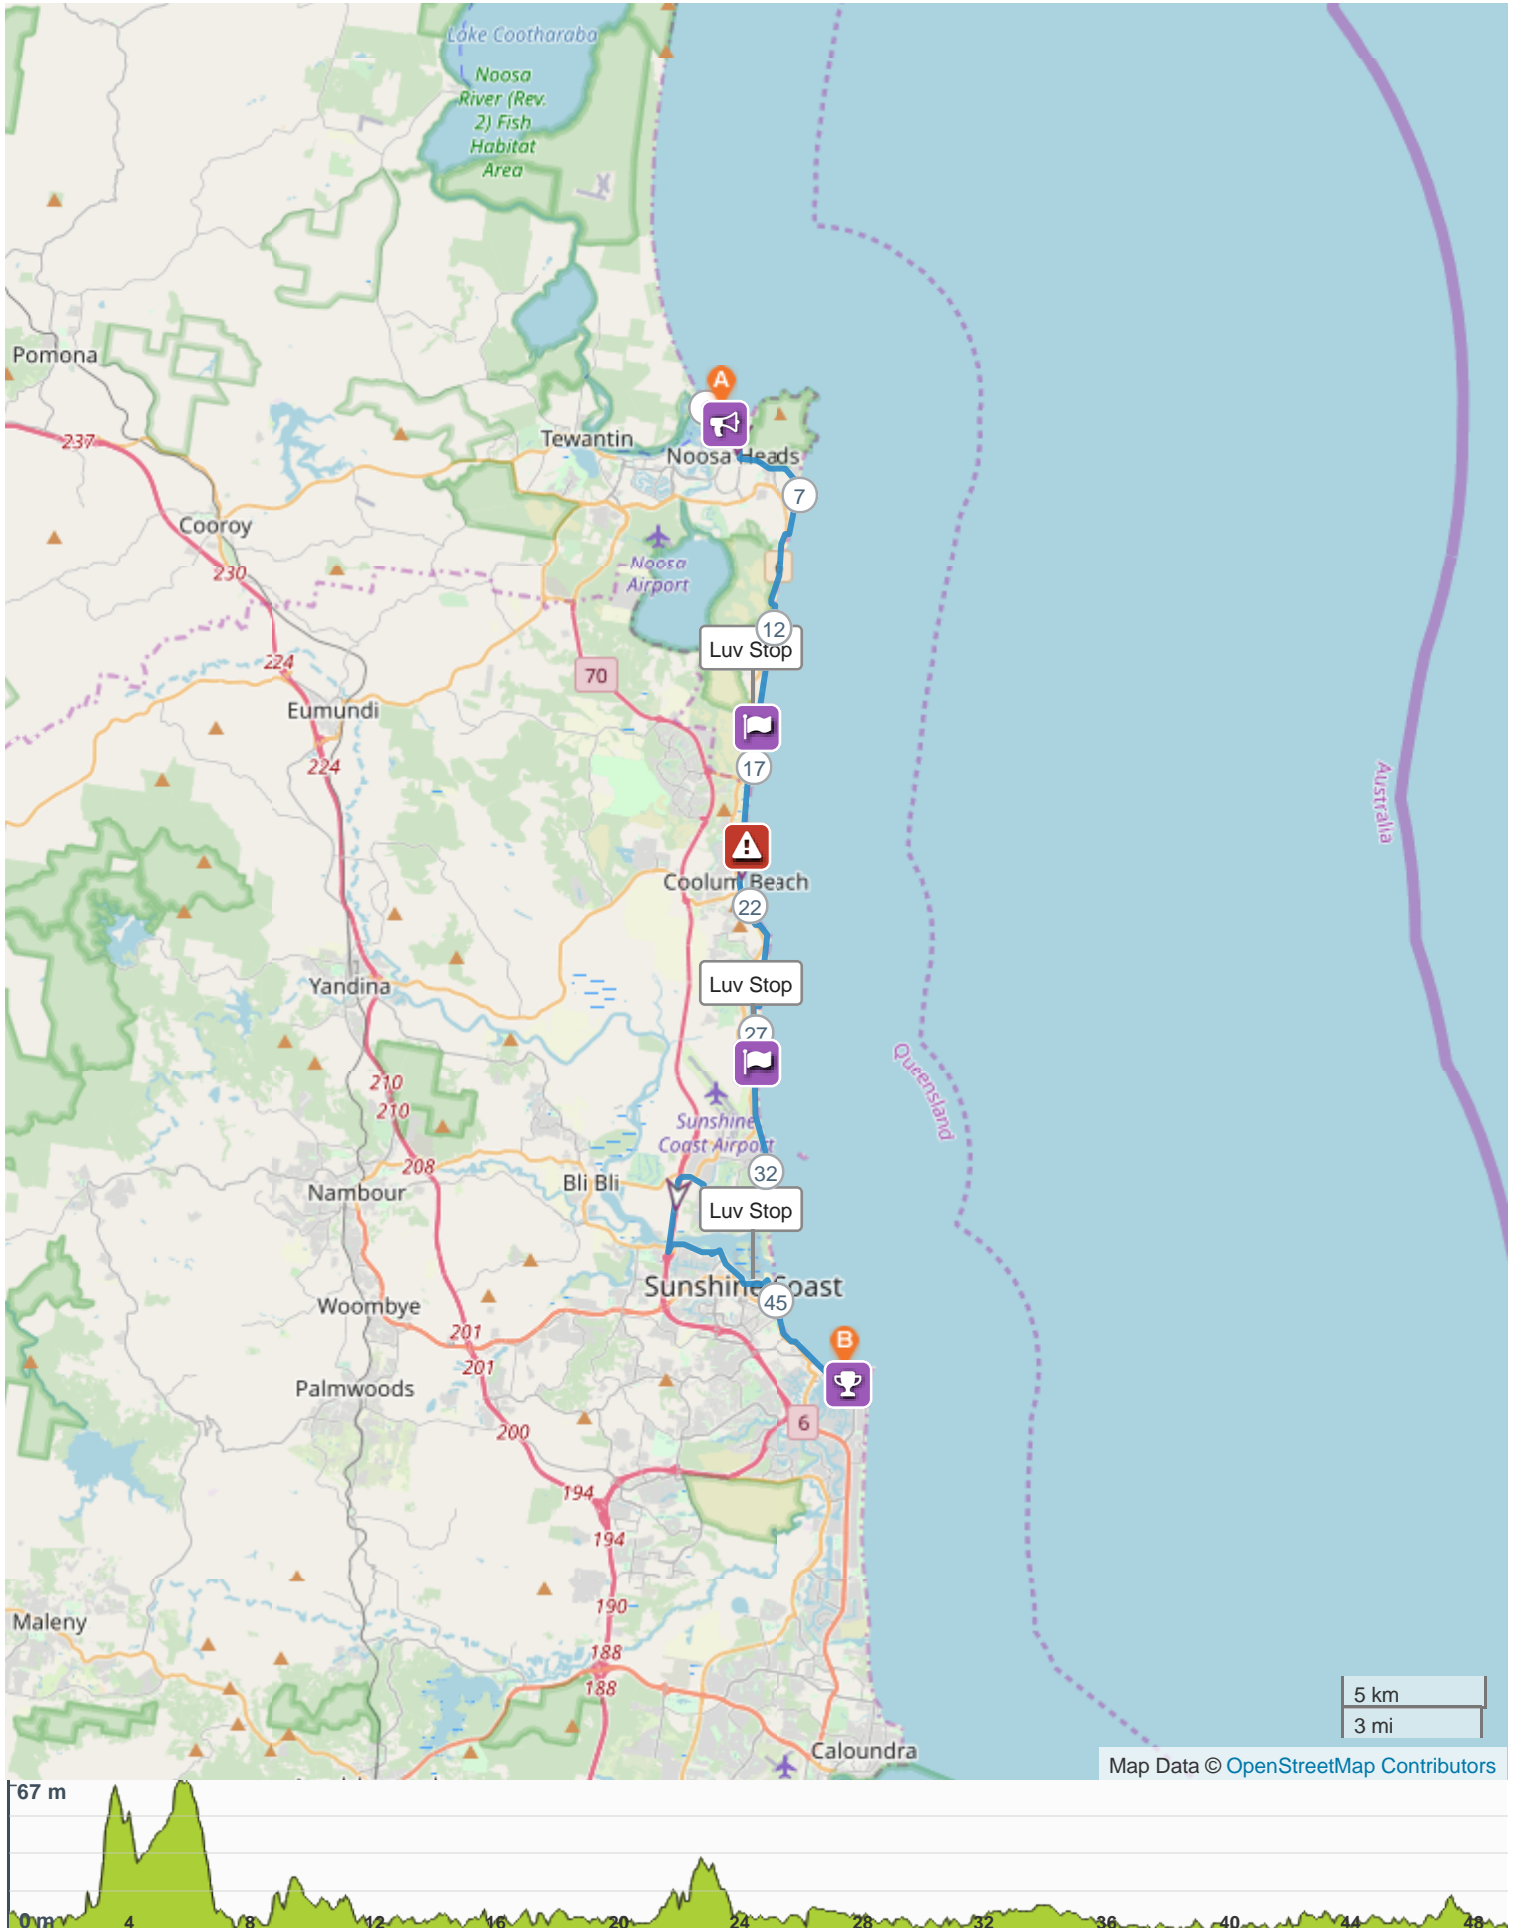 Lake Cootharaba
Noosa
River (Rev.
2) Fish
Habitat
Area
Pomona
A
237
Tewantin
Noosa Heads
7
Cooroy
Noosa
Airport
230
12
Luv Stop
224
70
Eumundi
17
224
Australia
Coolum Beach
22
Luv Stop
Yandina
27
Queensland
210
210
Sunshine
Coast Airport
208
32
Bli Bli
Nambour
Luv Stop
Sunshine Coast
45
Woombye
201
B
201
Palmwoods
6
200
194
194
190
Maleny
188
188
5 km
3 mi
Caloundra
Map Data © OpenStreetMap Contributors
67 m
0 m
4
8
12
16
20
24
28
32
36
40
44
48